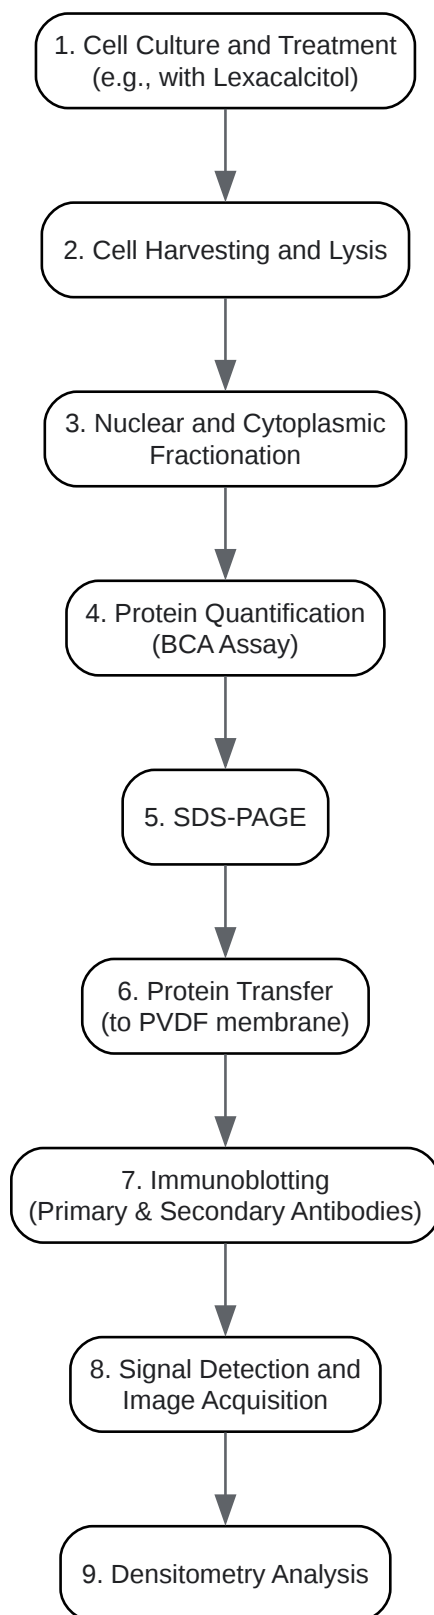 1. Cell Culture and Treatment
(e.g., with Lexacalcitol)
2. Cell Harvesting and Lysis
3. Nuclear and Cytoplasmic
Fractionation
4. Protein Quantification
(BCA Assay)
5. SDS-PAGE
6. Protein Transfer
(to PVDF membrane)
7. Immunoblotting
(Primary & Secondary Antibodies)
8. Signal Detection and
Image Acquisition
9. Densitometry Analysis